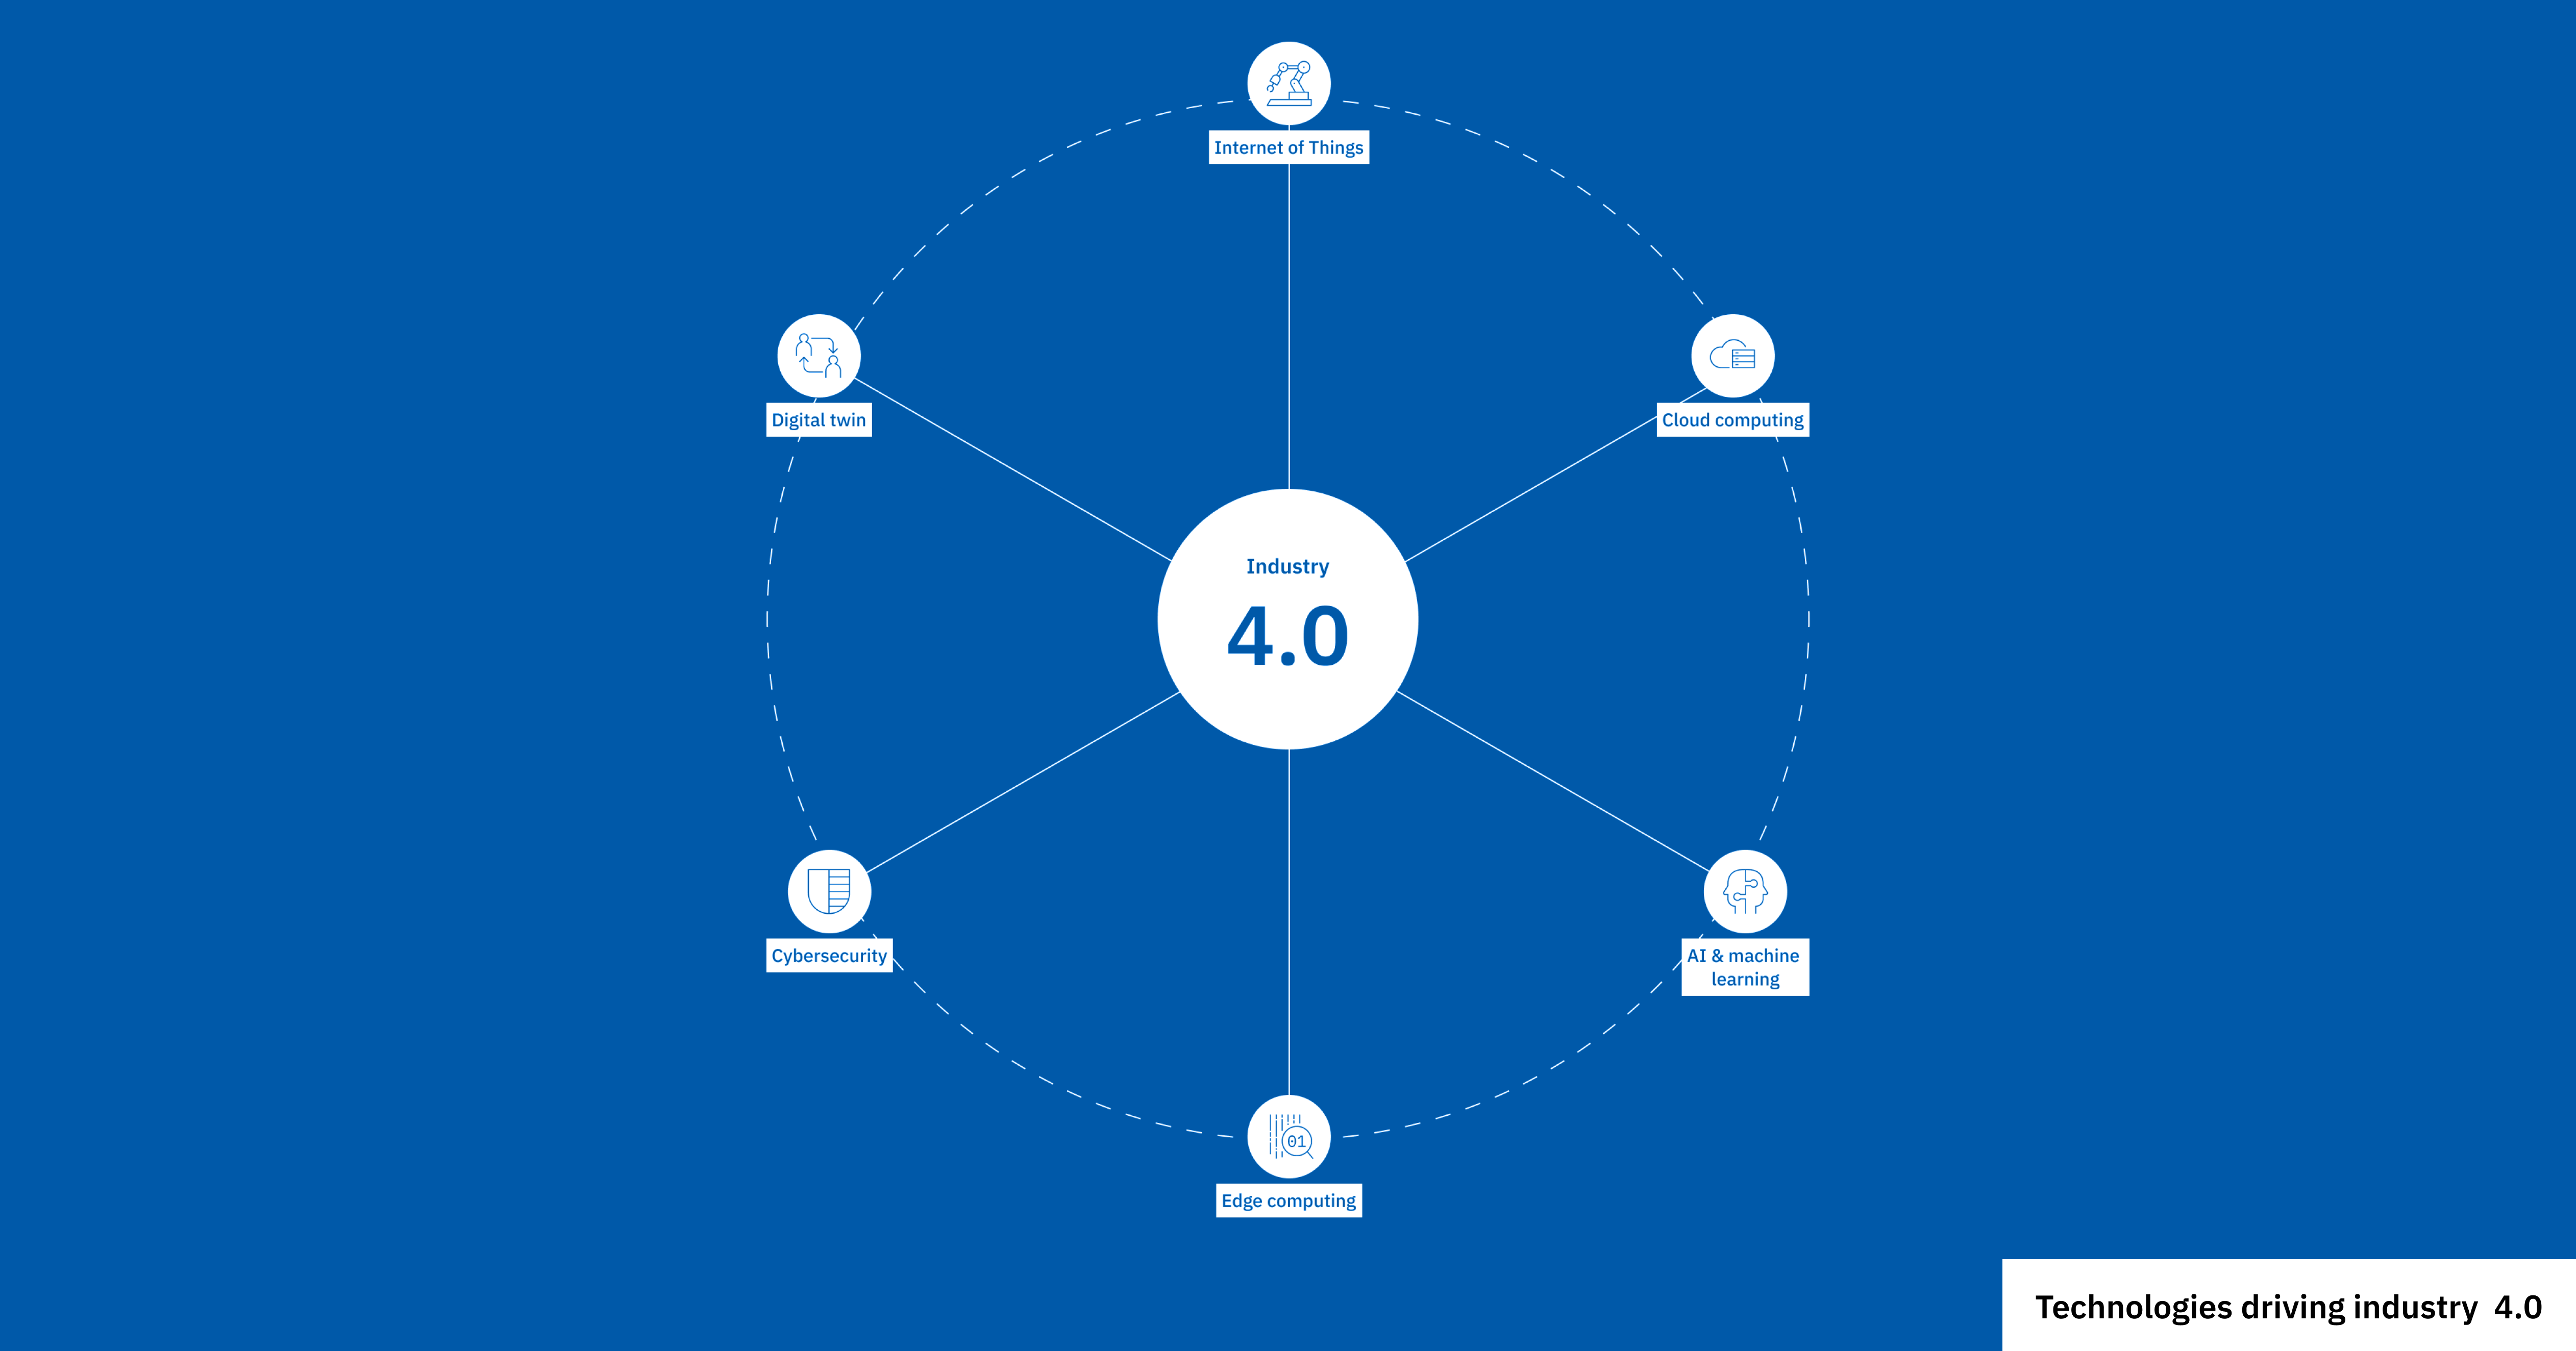 Internet of Things
Digital twin
Cloud computing
Industry
4.0
Cybersecurity
AI & machine
learning
01
Edge computing
Technologies driving industry 4.0